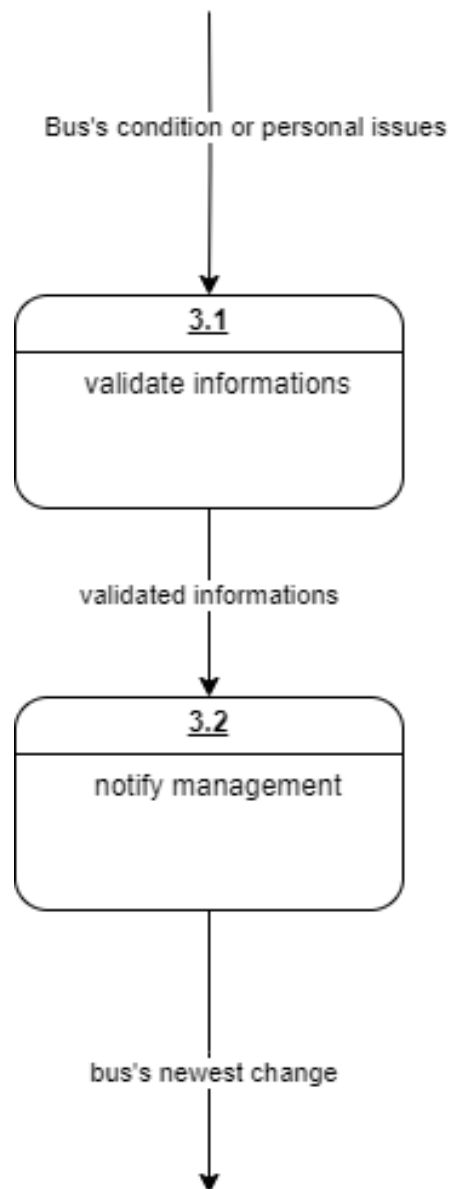 Bus's condition or personal issues
3.1
validate informations
validated informations
3.2
notify management
bus's newest change